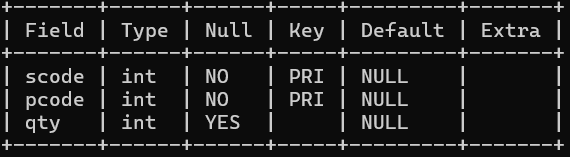 +-------+------+------+-----+---------+-------+
| Field | Type | Null | Key | Default | Extra |
+-------+------+------+-----+---------+-------+
| scode | int  | NO   | PRI | NULL    |       |
| pcode | int  | NO   | PRI | NULL    |       |
| qty   | int  | YES  |     | NULL    |       |
+-------+------+------+-----+---------+-------+